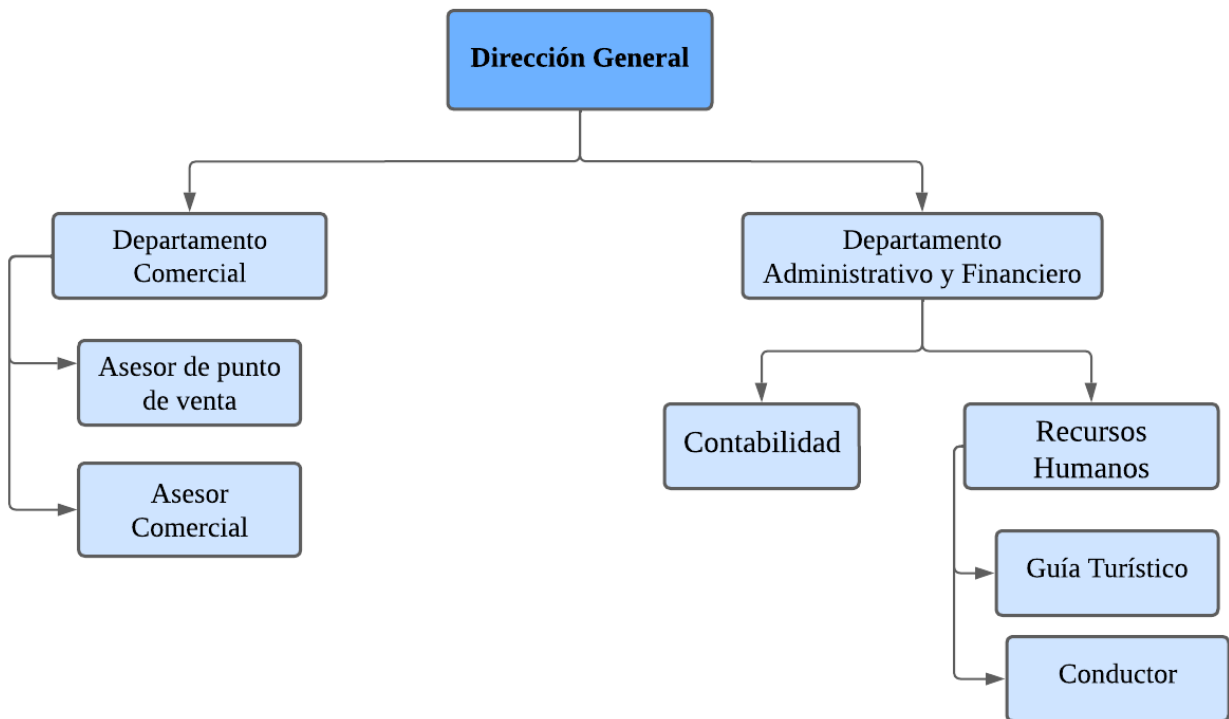 Dirección General
Departamento
Comercial
Departamento
Administrativo y Financiero
Asesor de punto
de venta
Asesor
Comercial
Contabilidad
Recursos
Humanos
Guía Turístico
Conductor